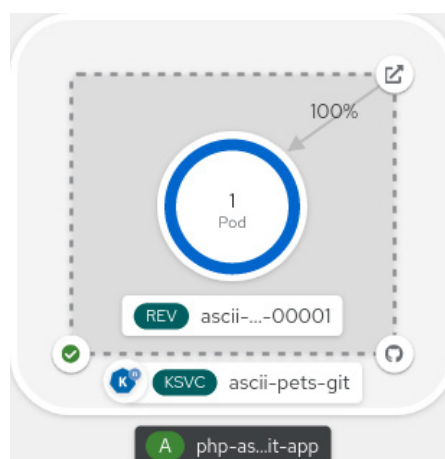 100%
1
Pod
REV ascii-...-00001
K n KSVC ascii-pets-git
A php-as...it-app